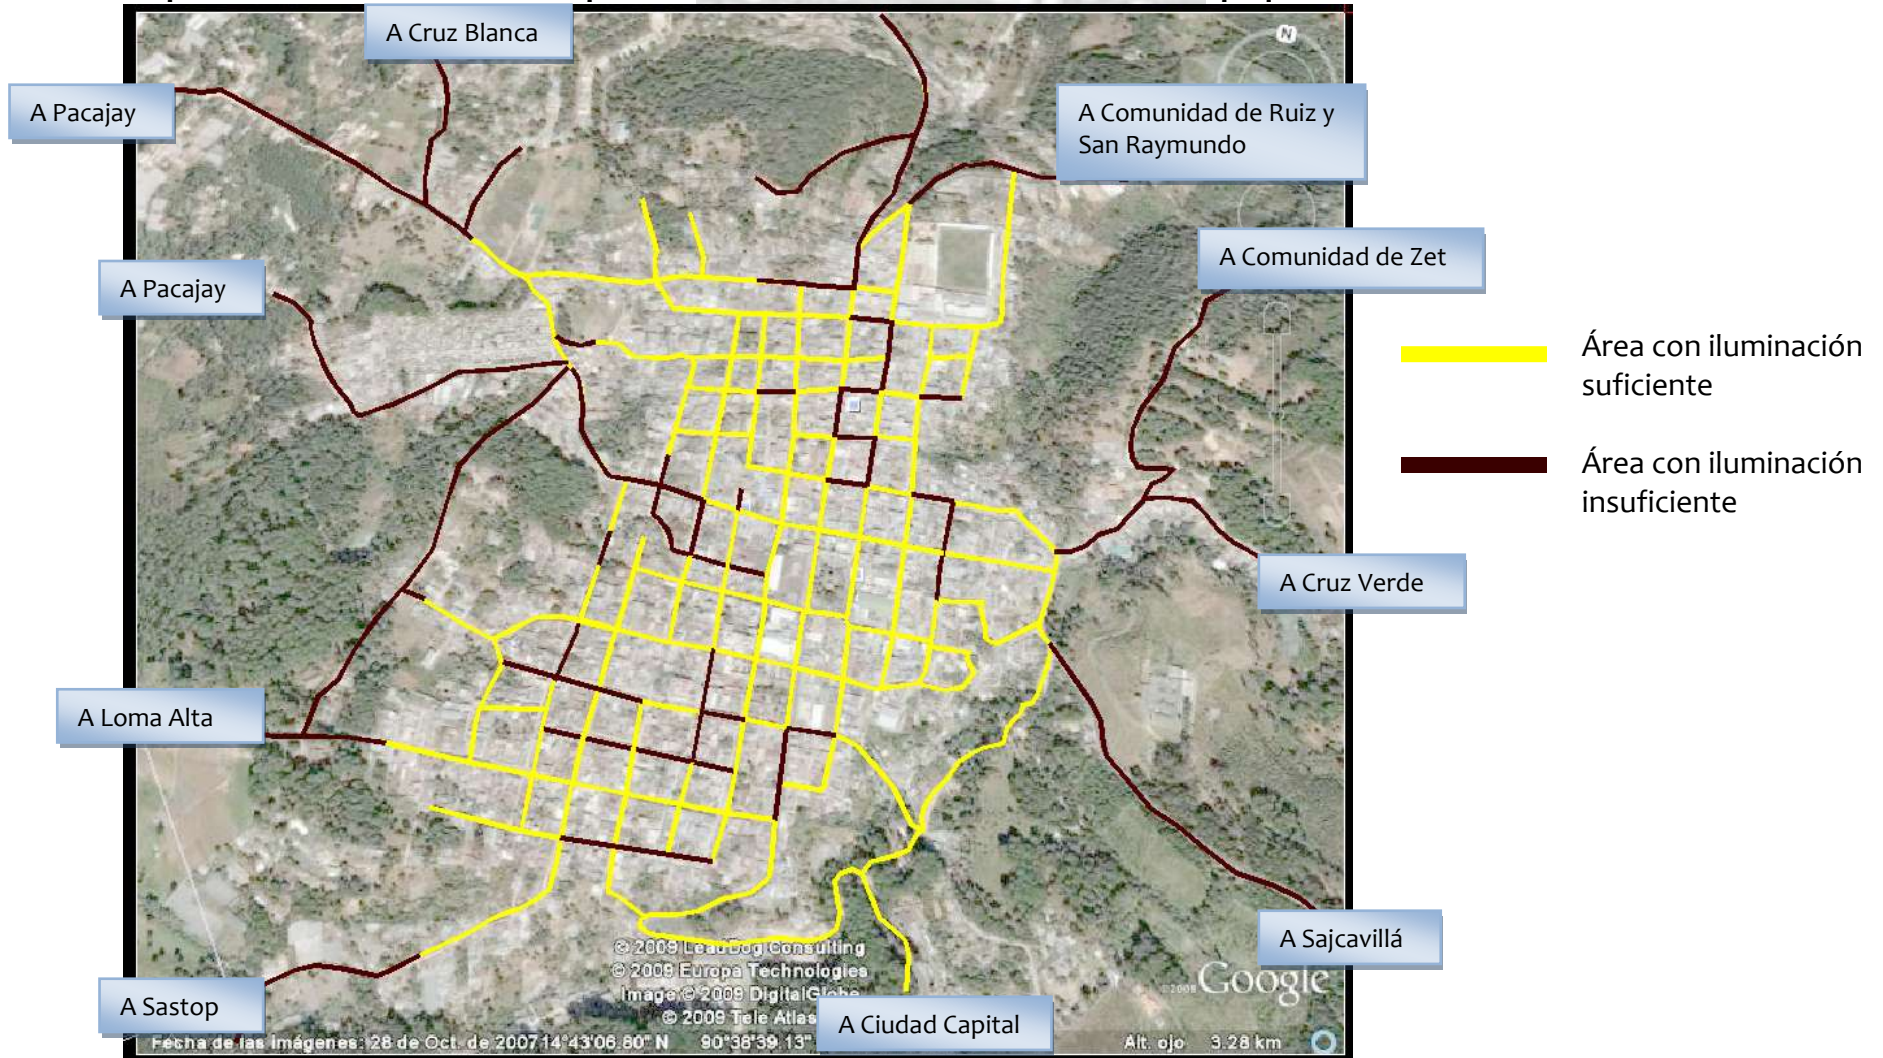 A Cruz Blanca
A Pacajay
A Comunidad de Ruiz y
San Raymundo
N
A Comunidad de Zet
A Pacajay
Área con iluminación
suficiente
Área con iluminación
insuficiente
A Cruz Verde
A Loma Alta
A Sajcavillá
© 2009 LeadDog Consulting
© 2009 Europa Technologies
Image © 2009 DigitalGlobe
© 2009 Tele Atlas
©2009 Google
A Sastop
A Ciudad Capital
Fecha de las imágenes: 28 de Oct. de 2007 14°43'06.80" N 90°38'39.13" Alt. ojo 3.28 km